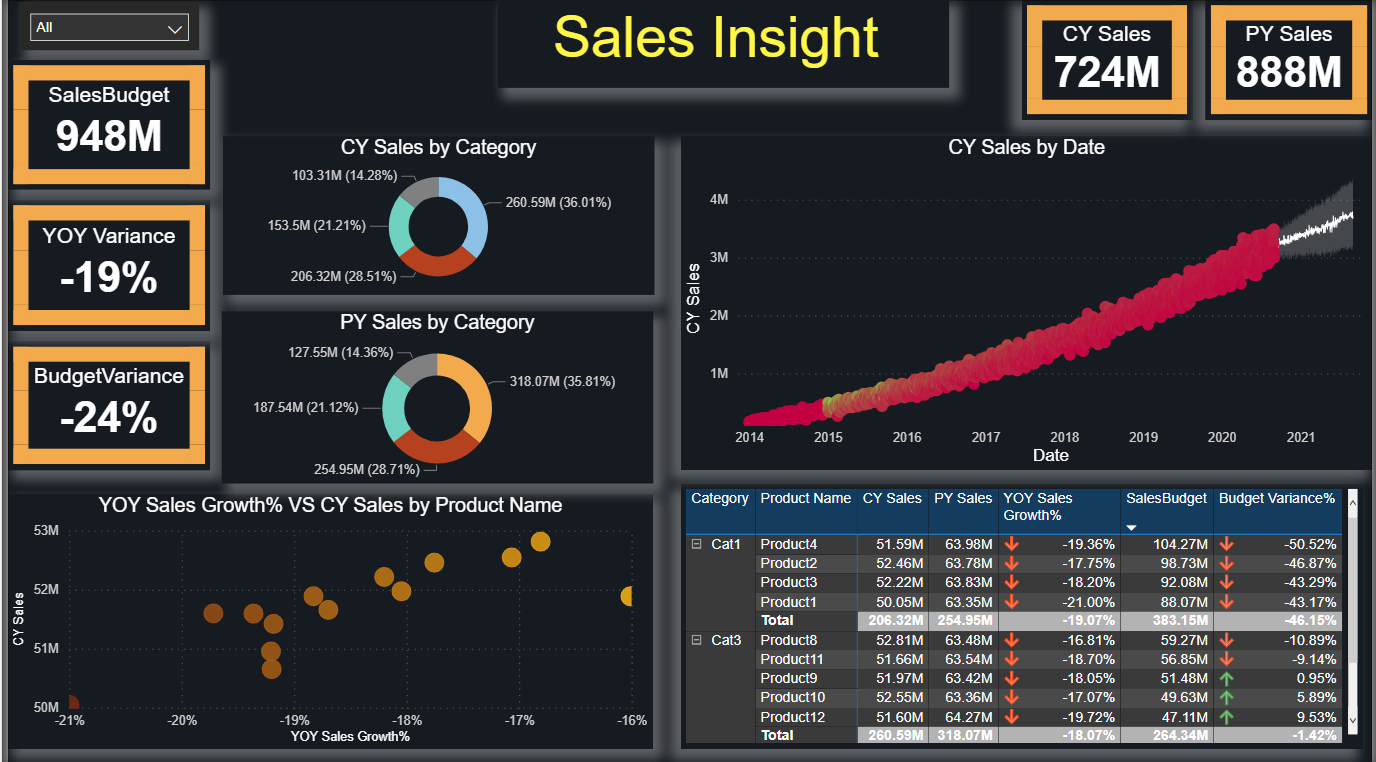 All
Sales Insight
CY Sales
724M
PY Sales
888M
SalesBudget
948M
YOY Variance
-19%
BudgetVariance
-24%
CY Sales by Category
103.31M (14.28%)
260.59M (36.01%)
153.5M (21.21%)
206.32M (28.51%)
PY Sales by Category
127.55M (14.36%)
318.07M (35.81%)
187.54M (21.12%)
254.95M (28.71%)
CY Sales by Date
CY Sales
4M
3M
2M
1M
2014 2015 2016 2017 2018 2019 2020 2021
Date
YOY Sales Growth% VS CY Sales by Product Name
CY Sales
53M
52M
51M
50M
-21% -20% -19% -18% -17% -16%
YOY Sales Growth%
Category Product Name CY Sales PY Sales YOY Sales Growth% SalesBudget Budget Variance%
Cat1 Product4 51.59M 63.98M -19.36% 104.27M -50.52%
Product2 52.46M 63.78M -17.75% 98.73M -46.87%
Product3 52.22M 63.83M -18.20% 92.08M -43.29%
Product1 50.05M 63.35M -21.00% 88.07M -43.17%
Total 206.32M 254.95M -19.07% 383.15M -46.15%
Cat3 Product8 52.81M 63.48M -16.81% 59.27M -10.89%
Product11 51.66M 63.54M -18.70% 56.85M -9.14%
Product9 51.97M 63.42M -18.05% 51.48M 0.95%
Product10 52.55M 63.36M -17.07% 49.63M 5.89%
Product12 51.60M 64.27M -19.72% 47.11M 9.53%
Total 260.59M 318.07M -18.07% 264.34M -1.42%